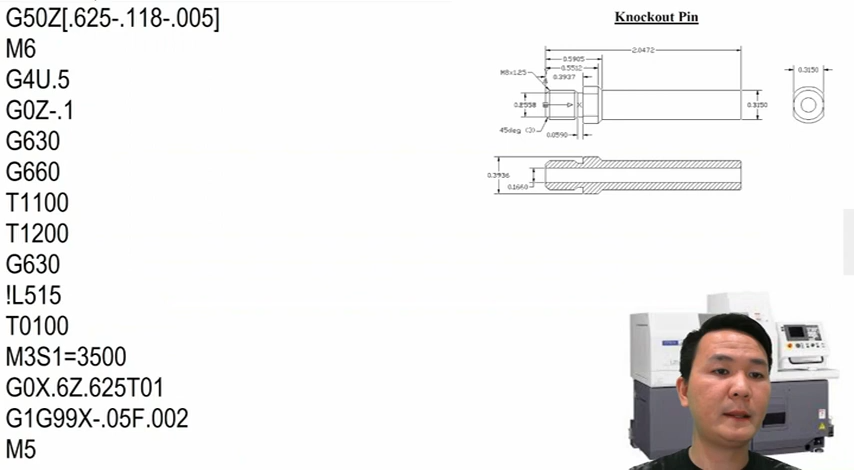 G50Z[.625-.118-.005]
M6
G4U.5
G0Z-.1
G630
G660
T1100
T1200
G630
!L515
T0100
M3S1=3500
G0X.6Z.625T01
G1G99X-.05F.002
M5
Knockout Pin
2.0472
0.5905
0.5512
0.3937
M8x1.25
0.2558
X
0.3150
0.3150
45deg (3)
0.0590
0.3936
0.1660